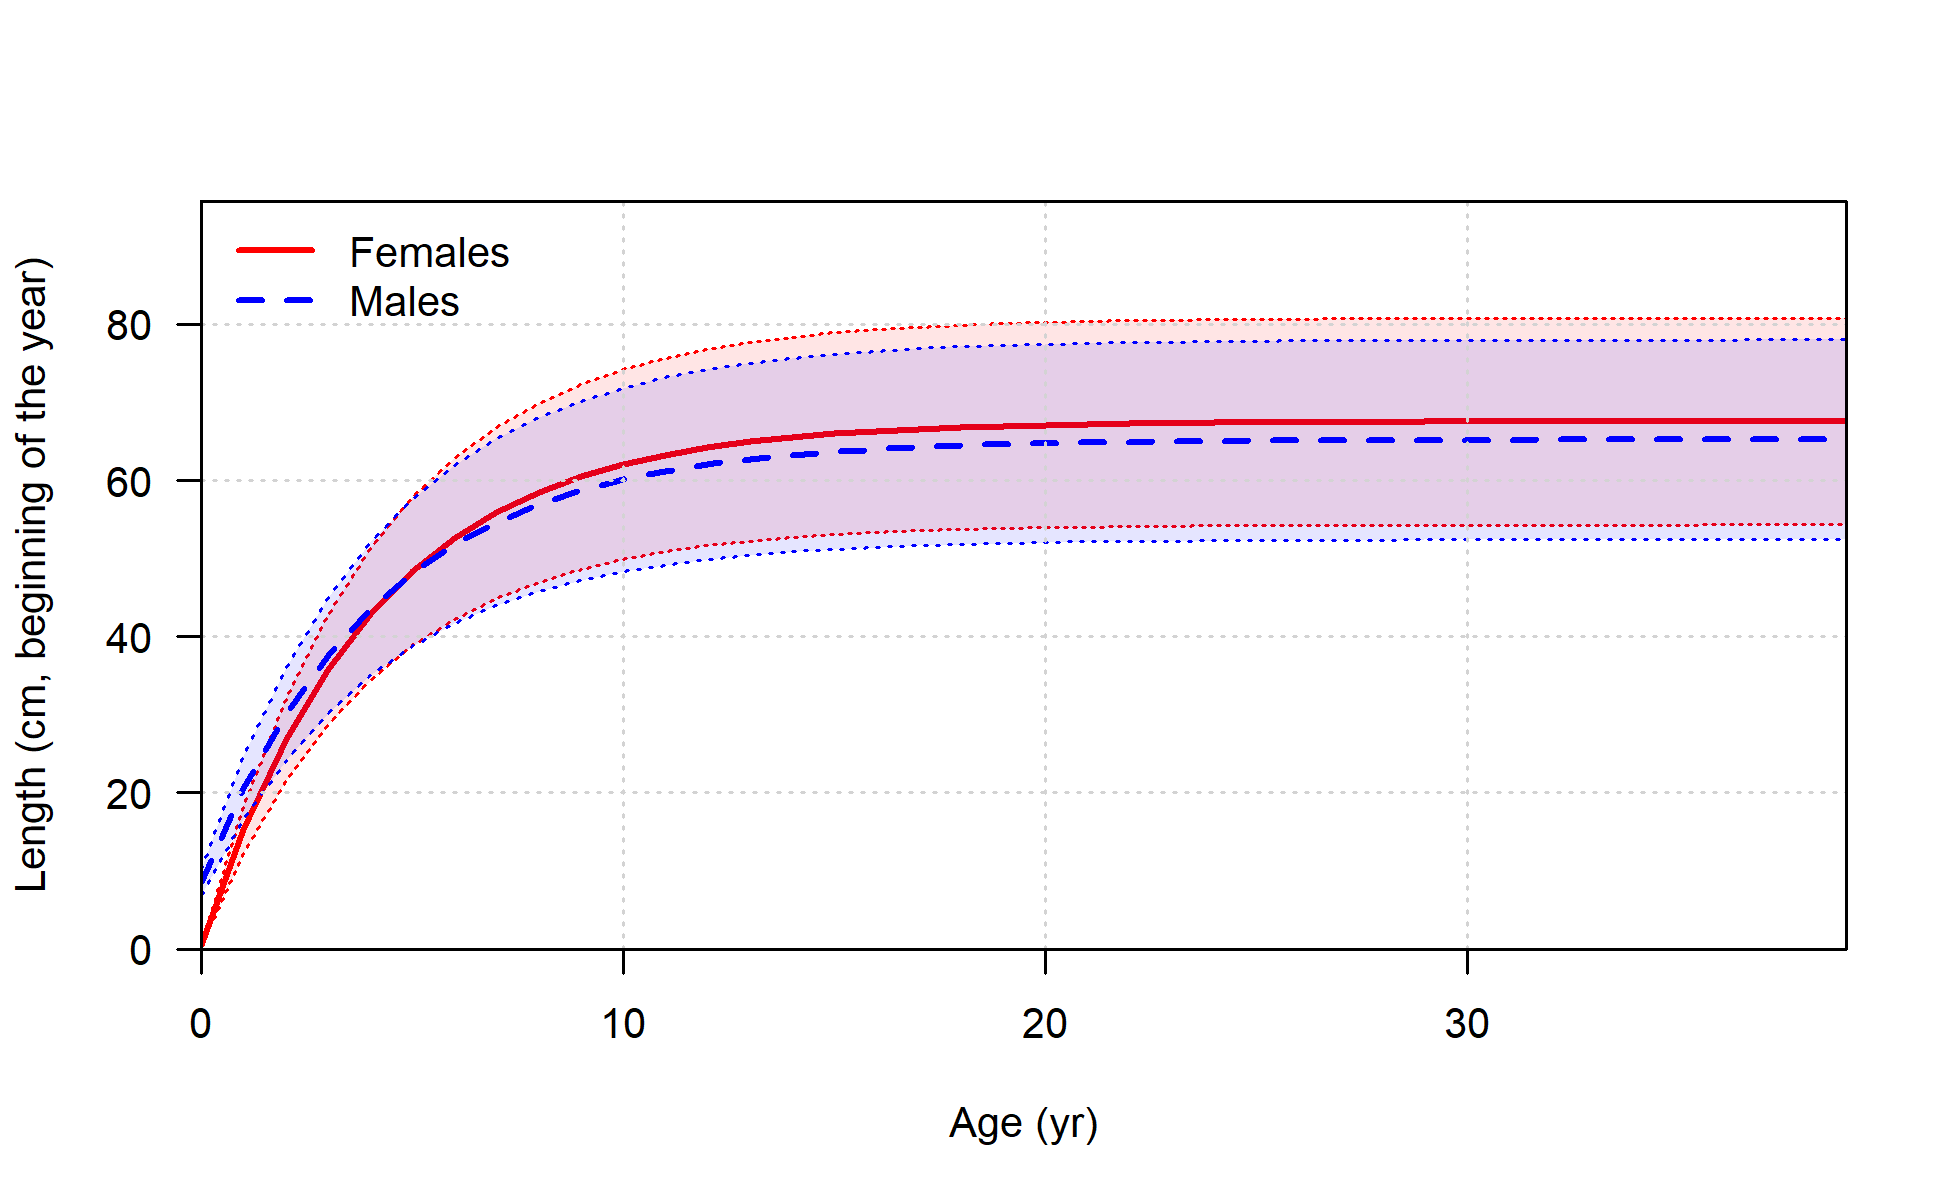 Females
Males
Length (cm, beginning of the year)
80
60
40
20
0
0 10 20 30
Age (yr)